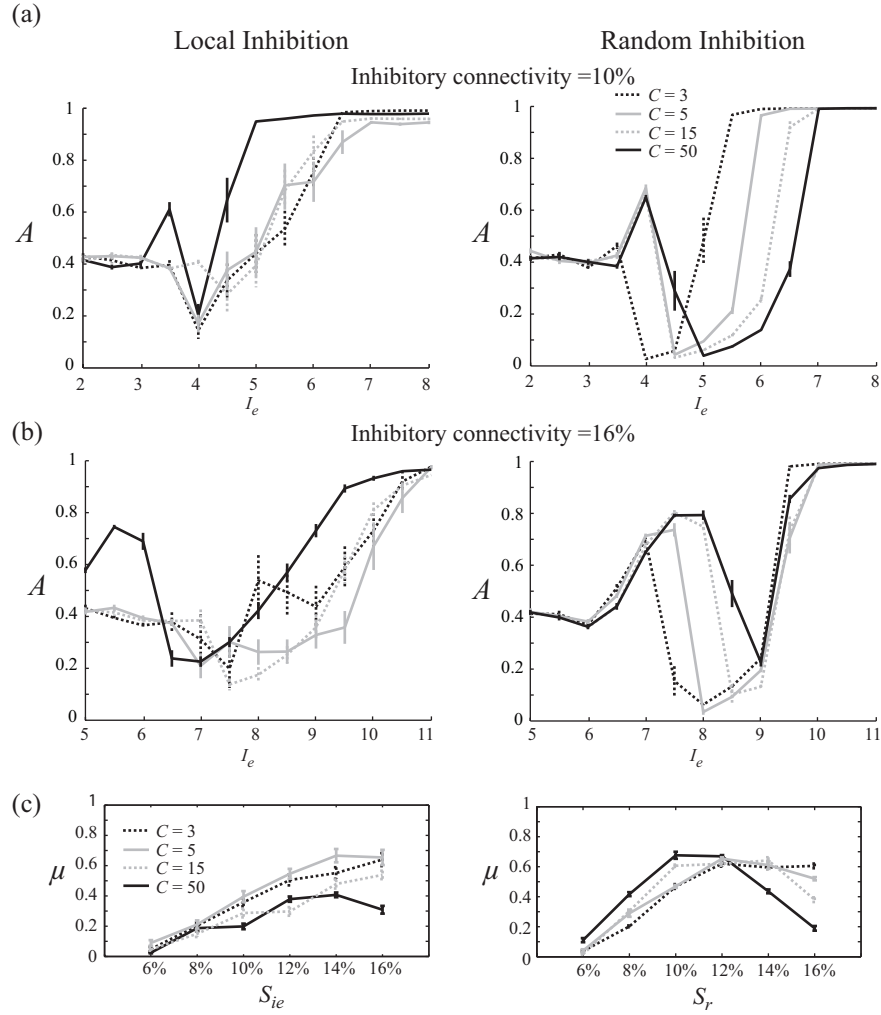 (a)
Local Inhibition
Random Inhibition
Inhibitory connectivity =10%
C = 3
C = 5
C = 15
C = 50
A
1
0.8
0.6
0.4
0.2
0
2
3
4
5
6
7
8
I_e
A
1
0.8
0.6
0.4
0.2
0
2
3
4
5
6
7
8
I_e
(b)
Inhibitory connectivity =16%
A
1
0.8
0.6
0.4
0.2
0
5
6
7
8
9
10
11
I_e
A
1
0.8
0.6
0.4
0.2
0
5
6
7
8
9
10
11
I_e
(c)
μ
1
0.8
0.6
0.4
0.2
0
C = 3
C = 5
C = 15
C = 50
6%
8%
10%
12%
14%
16%
S_ie
μ
1
0.8
0.6
0.4
0.2
0
6%
8%
10%
12%
14%
16%
S_r